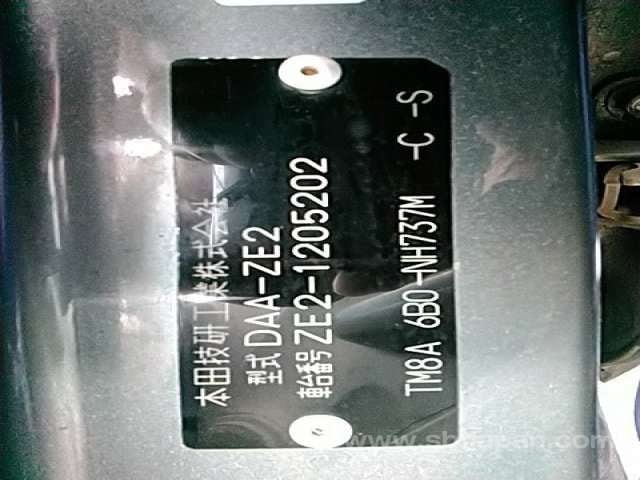 本田技研工業株式会社
型式 DAA-ZE2
車台番号 ZE2-1205202
TM8A 6B0-NH737M -C -S
www.sbtjapan.com